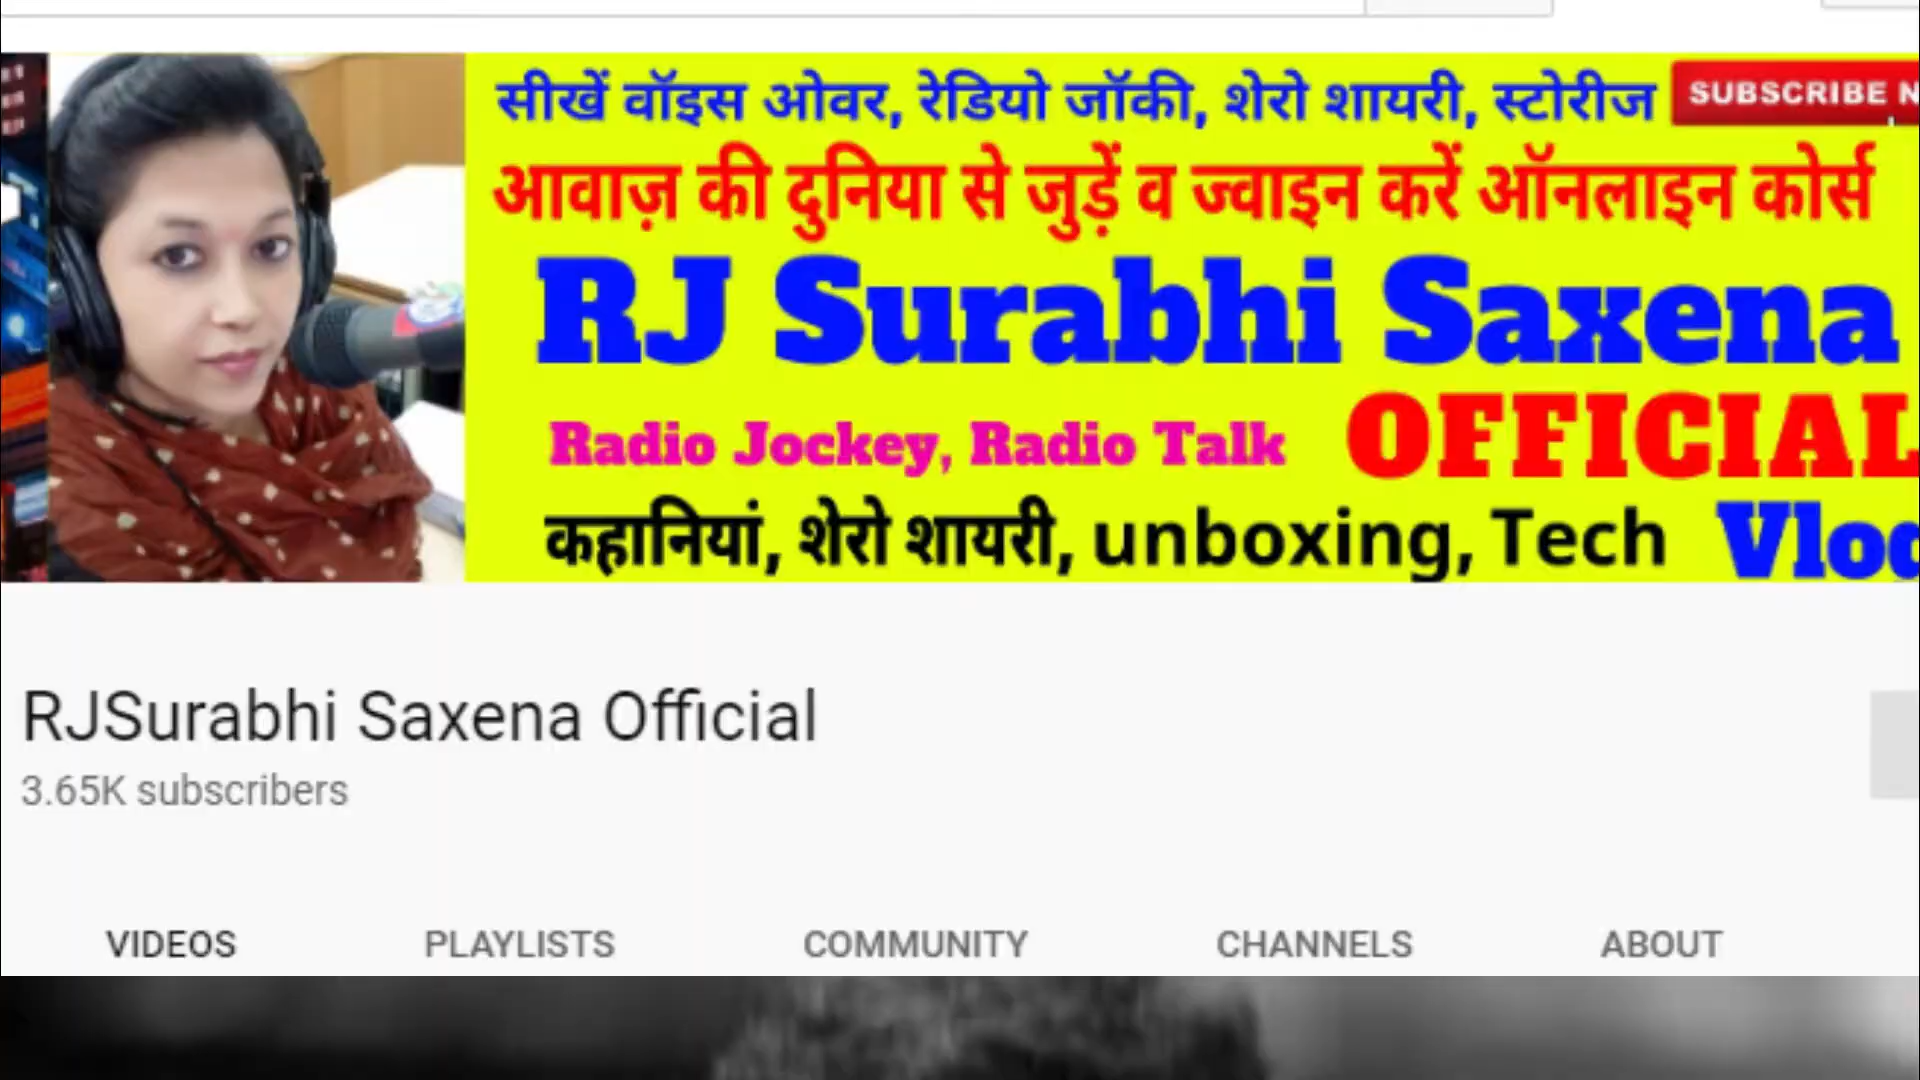 सीखें वॉइस ओवर, रेडियो जॉकी, शेरो शायरी, स्टोरीज SUBSCRIBE N
आवाज़ की दुनिया से जुड़ें व ज्वाइन करें ऑनलाइन कोर्स
RJ Surabhi Saxena
Radio Jockey, Radio Talk OFFICIAL
कहानियां, शेरो शायरी, unboxing, Tech
RJSurabhi Saxena Official
3.65K subscribers
VIDEOS PLAYLISTS COMMUNITY CHANNELS ABOUT